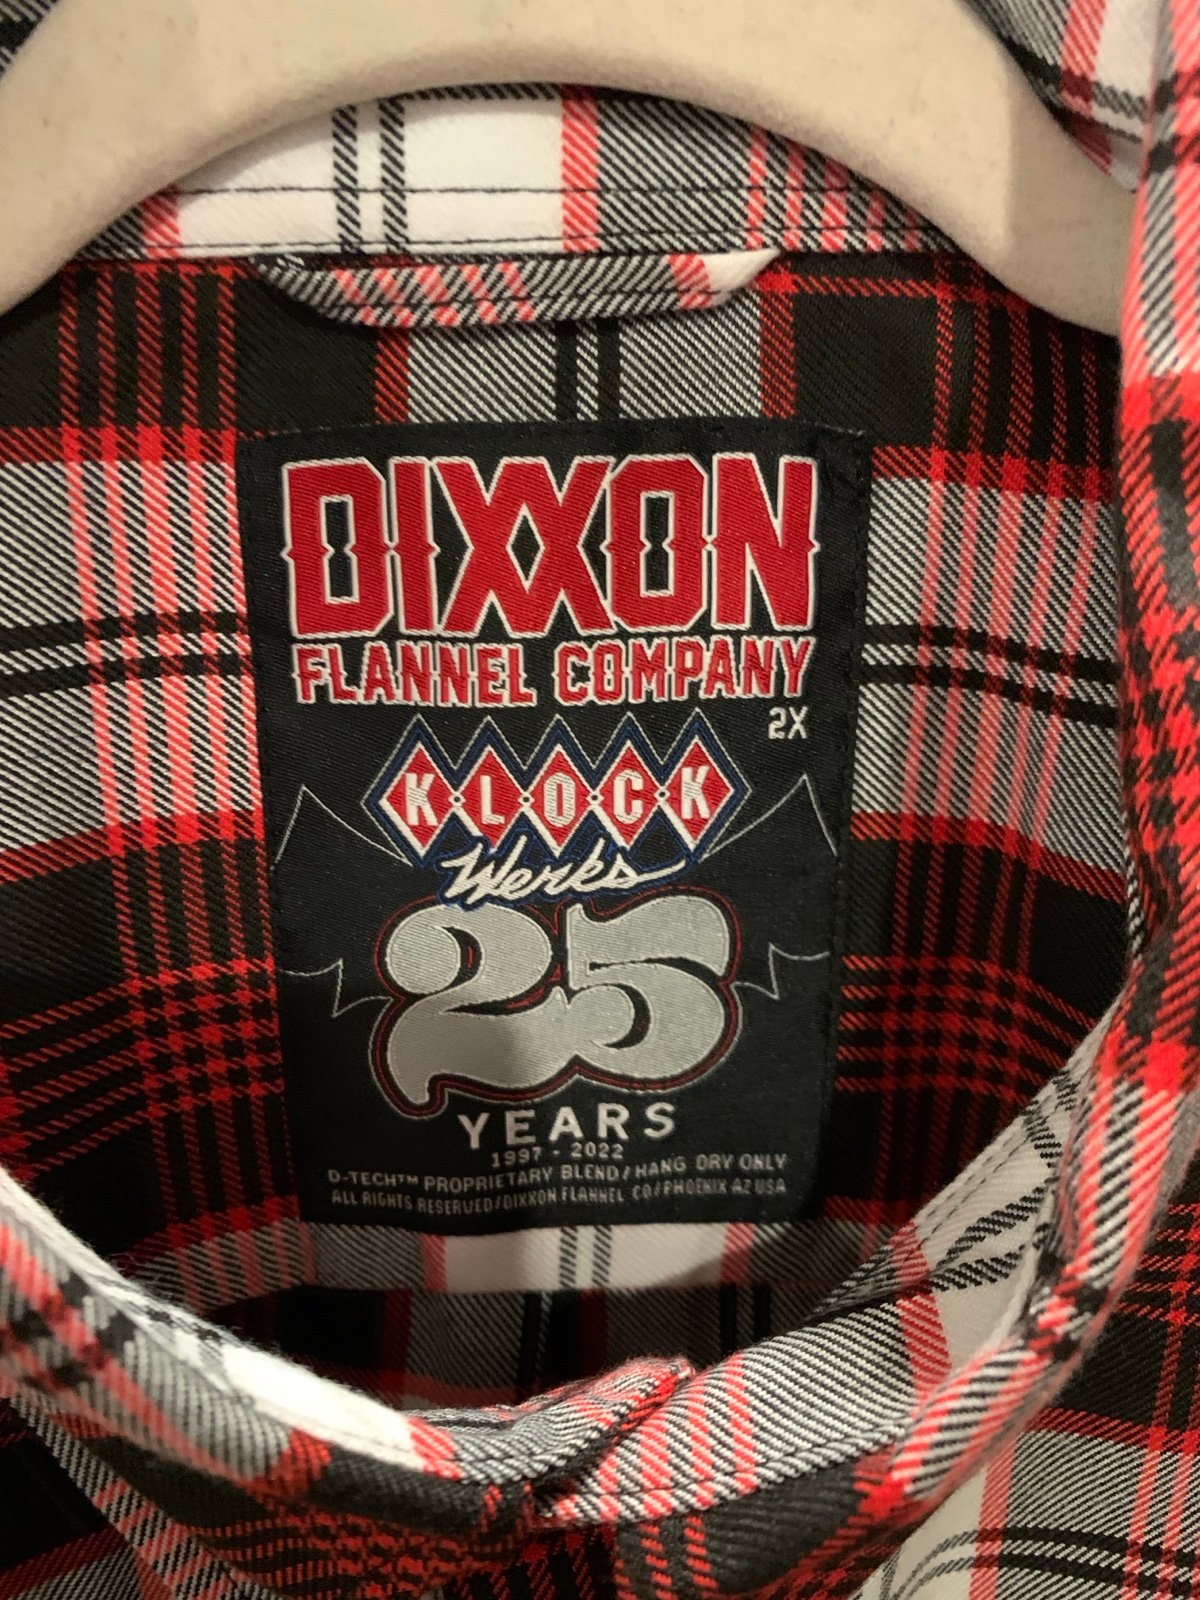 DIXXON
FLANNEL COMPANY
2X
K·L·O·C·K
Werks
25
YEARS
1997 - 2022
D-TECH™ PROPRIETARY BLEND / HANG DRY ONLY
ALL RIGHTS RESERVED / DIXXON FLANNEL CO / PHOENIX AZ USA